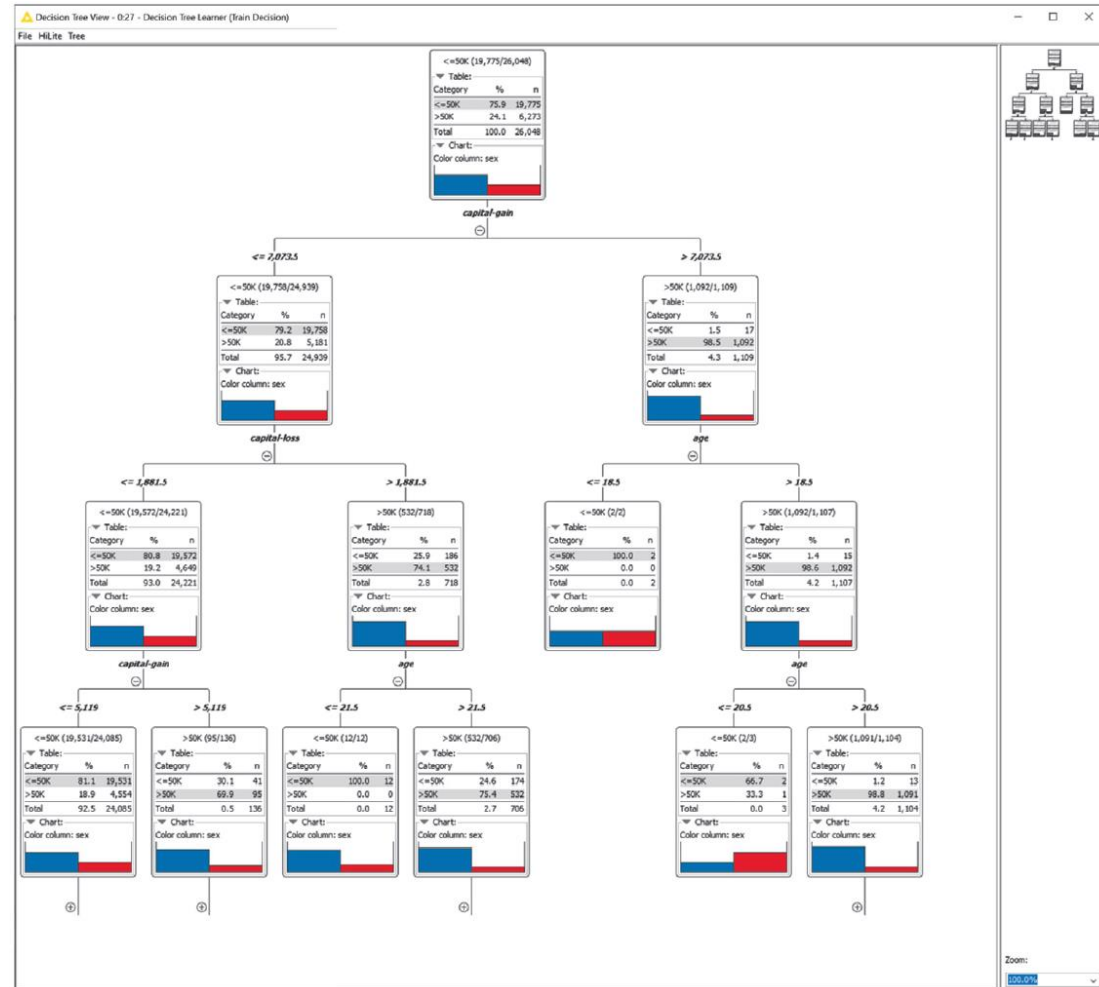 Decision Tree View - 0:27 - Decision Tree Learner (Train Decision)
File HiLite Tree
<=50K (19,775/26,048)
Table:
Category % n
<=50K 75.9 19,775
>50K 24.1 6,273
Total 100.0 26,048
Chart:
Color column: sex
capital-gain
<= 7,073.5
> 7,073.5
<=50K (19,758/24,939)
Table:
Category % n
<=50K 79.2 19,758
>50K 20.8 5,181
Total 95.7 24,939
Chart:
Color column: sex
capital-loss
>50K (1,092/1,109)
Table:
Category % n
<=50K 1.5 17
>50K 98.5 1,092
Total 4.3 1,109
Chart:
Color column: sex
age
<= 1,881.5
> 1,881.5
<= 18.5
> 18.5
<=50K (19,572/24,221)
Table:
Category % n
<=50K 80.8 19,572
>50K 19.2 4,649
Total 93.0 24,221
Chart:
Color column: sex
capital-gain
>50K (532/718)
Table:
Category % n
<=50K 25.9 186
>50K 74.1 532
Total 2.8 718
Chart:
Color column: sex
age
<=50K (2/2)
Table:
Category % n
<=50K 100.0 2
>50K 0.0 0
Total 0.0 2
Chart:
Color column: sex
>50K (1,092/1,107)
Table:
Category % n
<=50K 1.4 15
>50K 98.6 1,092
Total 4.2 1,107
Chart:
Color column: sex
age
<= 5,119
> 5,119
<= 21.5
> 21.5
<= 20.5
> 20.5
<=50K (19,531/24,085)
Table:
Category % n
<=50K 81.1 19,531
>50K 18.9 4,554
Total 92.5 24,085
Chart:
Color column: sex
>50K (95/136)
Table:
Category % n
<=50K 30.1 41
>50K 69.9 95
Total 0.5 136
Chart:
Color column: sex
<=50K (12/12)
Table:
Category % n
<=50K 100.0 12
>50K 0.0 0
Total 0.0 12
Chart:
Color column: sex
>50K (532/706)
Table:
Category % n
<=50K 24.6 174
>50K 75.4 532
Total 2.7 706
Chart:
Color column: sex
<=50K (2/3)
Table:
Category % n
<=50K 66.7 2
>50K 33.3 1
Total 0.0 3
Chart:
Color column: sex
>50K (1,091/1,104)
Table:
Category % n
<=50K 1.2 13
>50K 98.8 1,091
Total 4.2 1,104
Chart:
Color column: sex
Zoom:
100.0%